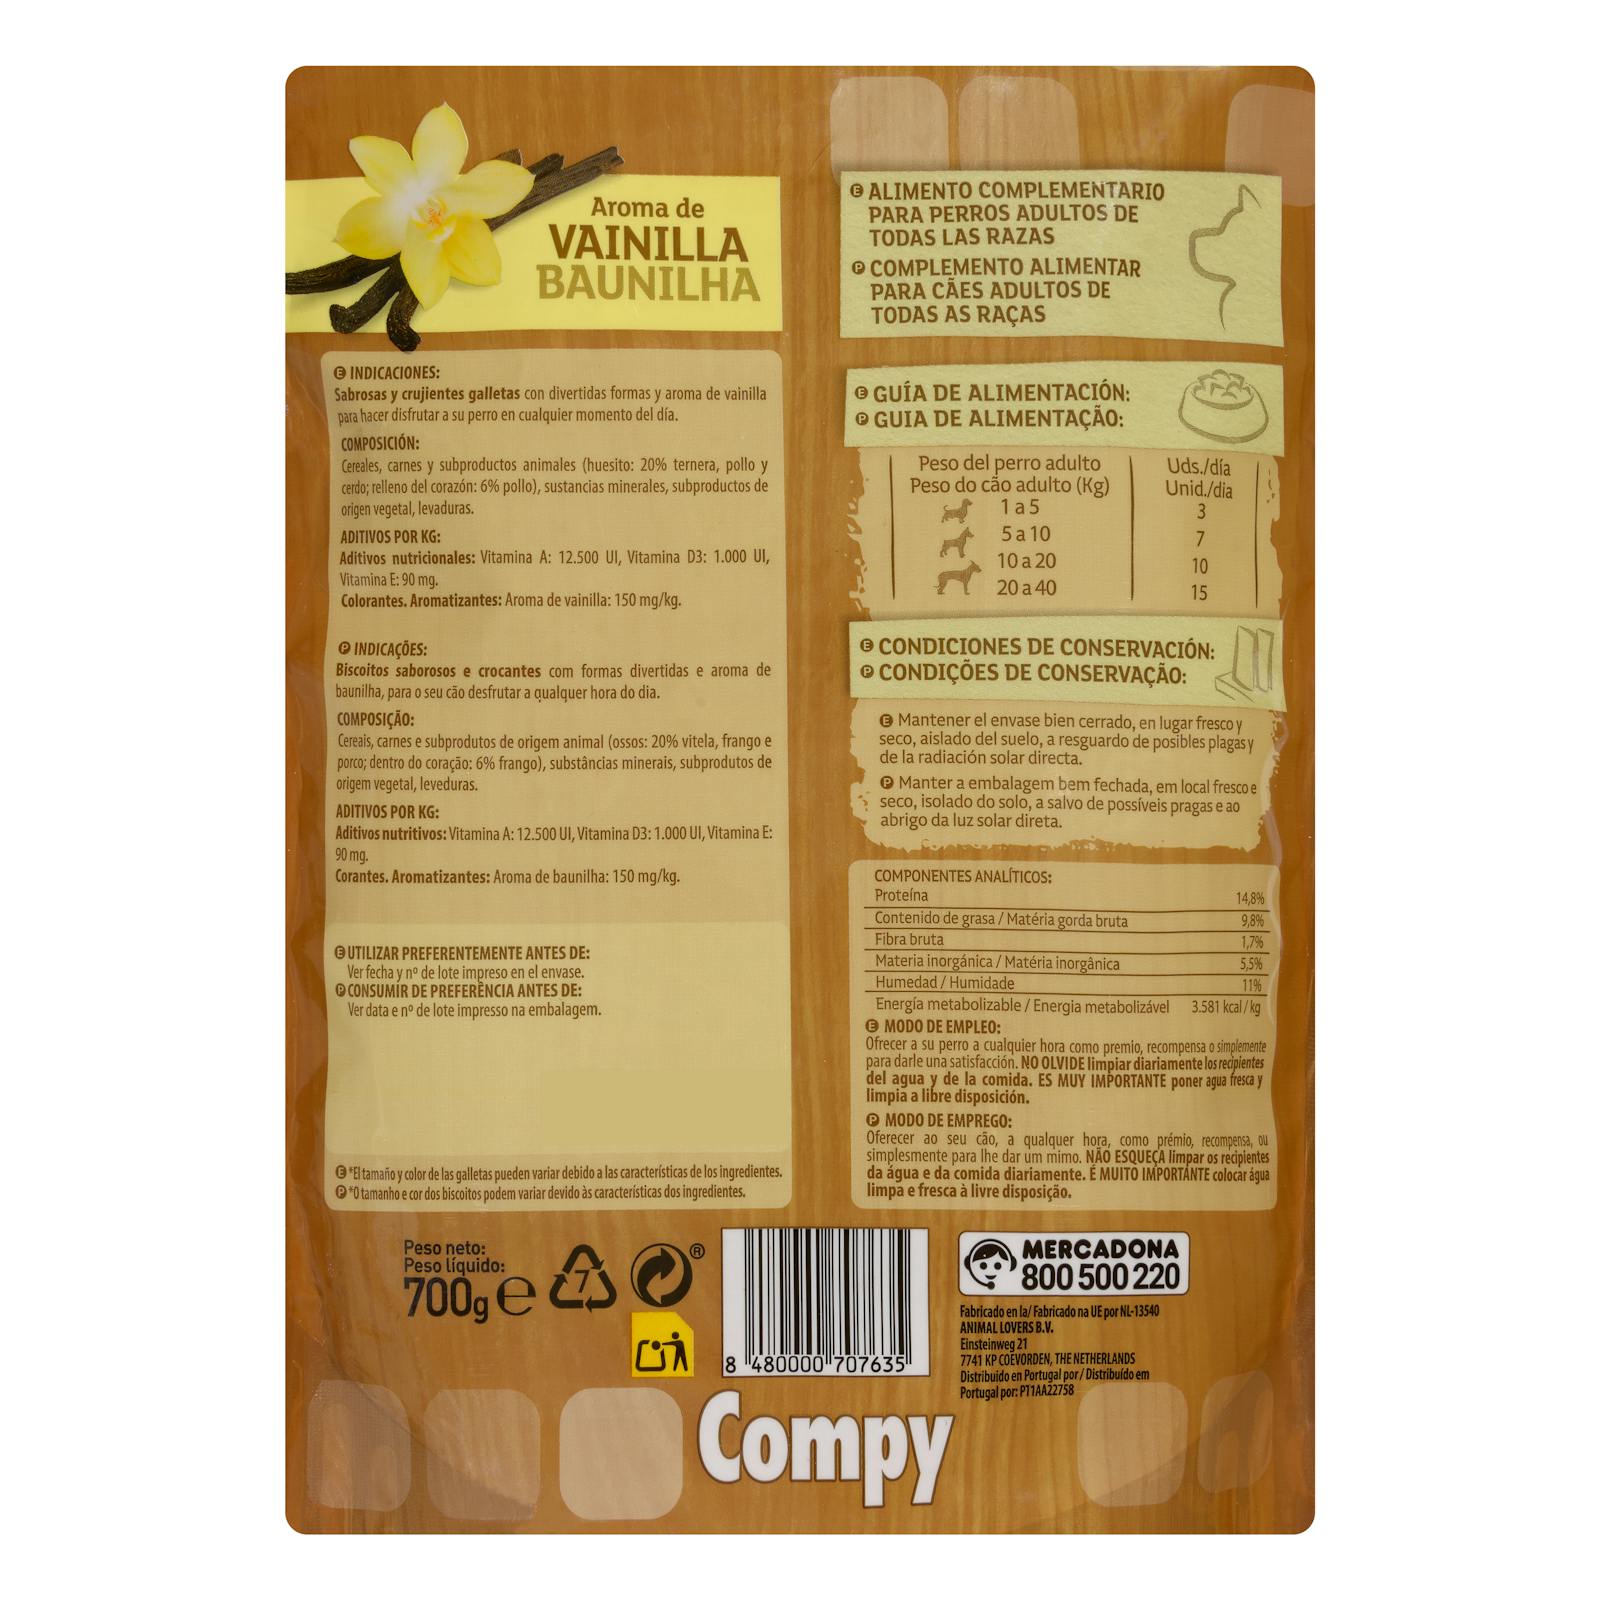 Aroma de
VAINILLA
BAUNILHA
E INDICACIONES:
Sabrosas y crujientes galletas con divertidas formas y aroma de vainilla
para hacer disfrutar a su perro en cualquier momento del día.
COMPOSICIÓN:
Cereales, carnes y subproductos animales (huesito: 20% ternera, pollo y
cerdo; relleno del corazón: 6% pollo), sustancias minerales, subproductos de
origen vegetal, levaduras.
ADITIVOS POR KG:
Aditivos nutricionales: Vitamina A: 12.500 UI, Vitamina D3: 1.000 UI,
Vitamina E: 90 mg.
Colorantes. Aromatizantes: Aroma de vainilla: 150 mg/kg.
P INDICAÇÕES:
Biscoitos saborosos e crocantes com formas divertidas e aroma de
baunilha, para o seu cão desfrutar a qualquer hora do dia.
COMPOSIÇÃO:
Cereais, carnes e subprodutos de origem animal (ossos: 20% vitela, frango e
porco; dentro do coração: 6% frango), substâncias minerais, subprodutos de
origem vegetal, leveduras.
ADITIVOS POR KG:
Aditivos nutritivos: Vitamina A: 12.500 UI, Vitamina D3: 1.000 UI, Vitamina E:
90 mg.
Corantes. Aromatizantes: Aroma de baunilha: 150 mg/kg.
E UTILIZAR PREFERENTEMENTE ANTES DE:
Ver fecha y nº de lote impreso en el envase.
P CONSUMIR DE PREFERÊNCIA ANTES DE:
Ver data e nº de lote impresso na embalagem.
E *El tamaño y color de las galletas pueden variar debido a las características de los ingredientes.
P *O tamanho e cor dos biscoitos podem variar devido às características dos ingredientes.
E ALIMENTO COMPLEMENTARIO
PARA PERROS ADULTOS DE
TODAS LAS RAZAS
P COMPLEMENTO ALIMENTAR
PARA CÃES ADULTOS DE
TODAS AS RAÇAS
E GUÍA DE ALIMENTACIÓN:
P GUIA DE ALIMENTAÇÃO:
Peso del perro adulto Uds./día
Peso do cão adulto (Kg) Unid./dia
1 a 5 3
5 a 10 7
10 a 20 10
20 a 40 15
E CONDICIONES DE CONSERVACIÓN:
P CONDIÇÕES DE CONSERVAÇÃO:
E Mantener el envase bien cerrado, en lugar fresco y
seco, aislado del suelo, a resguardo de posibles plagas y
de la radiación solar directa.
P Manter a embalagem bem fechada, em local fresco e
seco, isolado do solo, a salvo de possíveis pragas e ao
abrigo da luz solar direta.
COMPONENTES ANALÍTICOS:
Proteína 14,8%
Contenido de grasa / Matéria gorda bruta 9,8%
Fibra bruta 1,7%
Materia inorgánica / Matéria inorgânica 5,5%
Humedad / Humidade 11%
Energía metabolizable / Energia metabolizável 3.581 kcal / kg
E MODO DE EMPLEO:
Ofrecer a su perro a cualquier hora como premio, recompensa o simplemente
para darle una satisfacción. NO OLVIDE limpiar diariamente los recipientes
del agua y de la comida. ES MUY IMPORTANTE poner agua fresca y
limpia a libre disposición.
P MODO DE EMPREGO:
Oferecer ao seu cão, a qualquer hora, como prémio, recompensa, ou
simplesmente para lhe dar um mimo. NÃO ESQUEÇA limpar os recipientes
da água e da comida diariamente. É MUITO IMPORTANTE colocar água
limpa e fresca à livre disposição.
Peso neto:
Peso líquido:
700g e
7
®
8 480000 707635
MERCADONA
800 500 220
Fabricado en la/ Fabricado na UE por NL-13540
ANIMAL LOVERS B.V.
Einsteinweg 21
7741 KP COEVORDEN, THE NETHERLANDS
Distribuido en Portugal por / Distribuído em
Portugal por: PT1AA22758
Compy